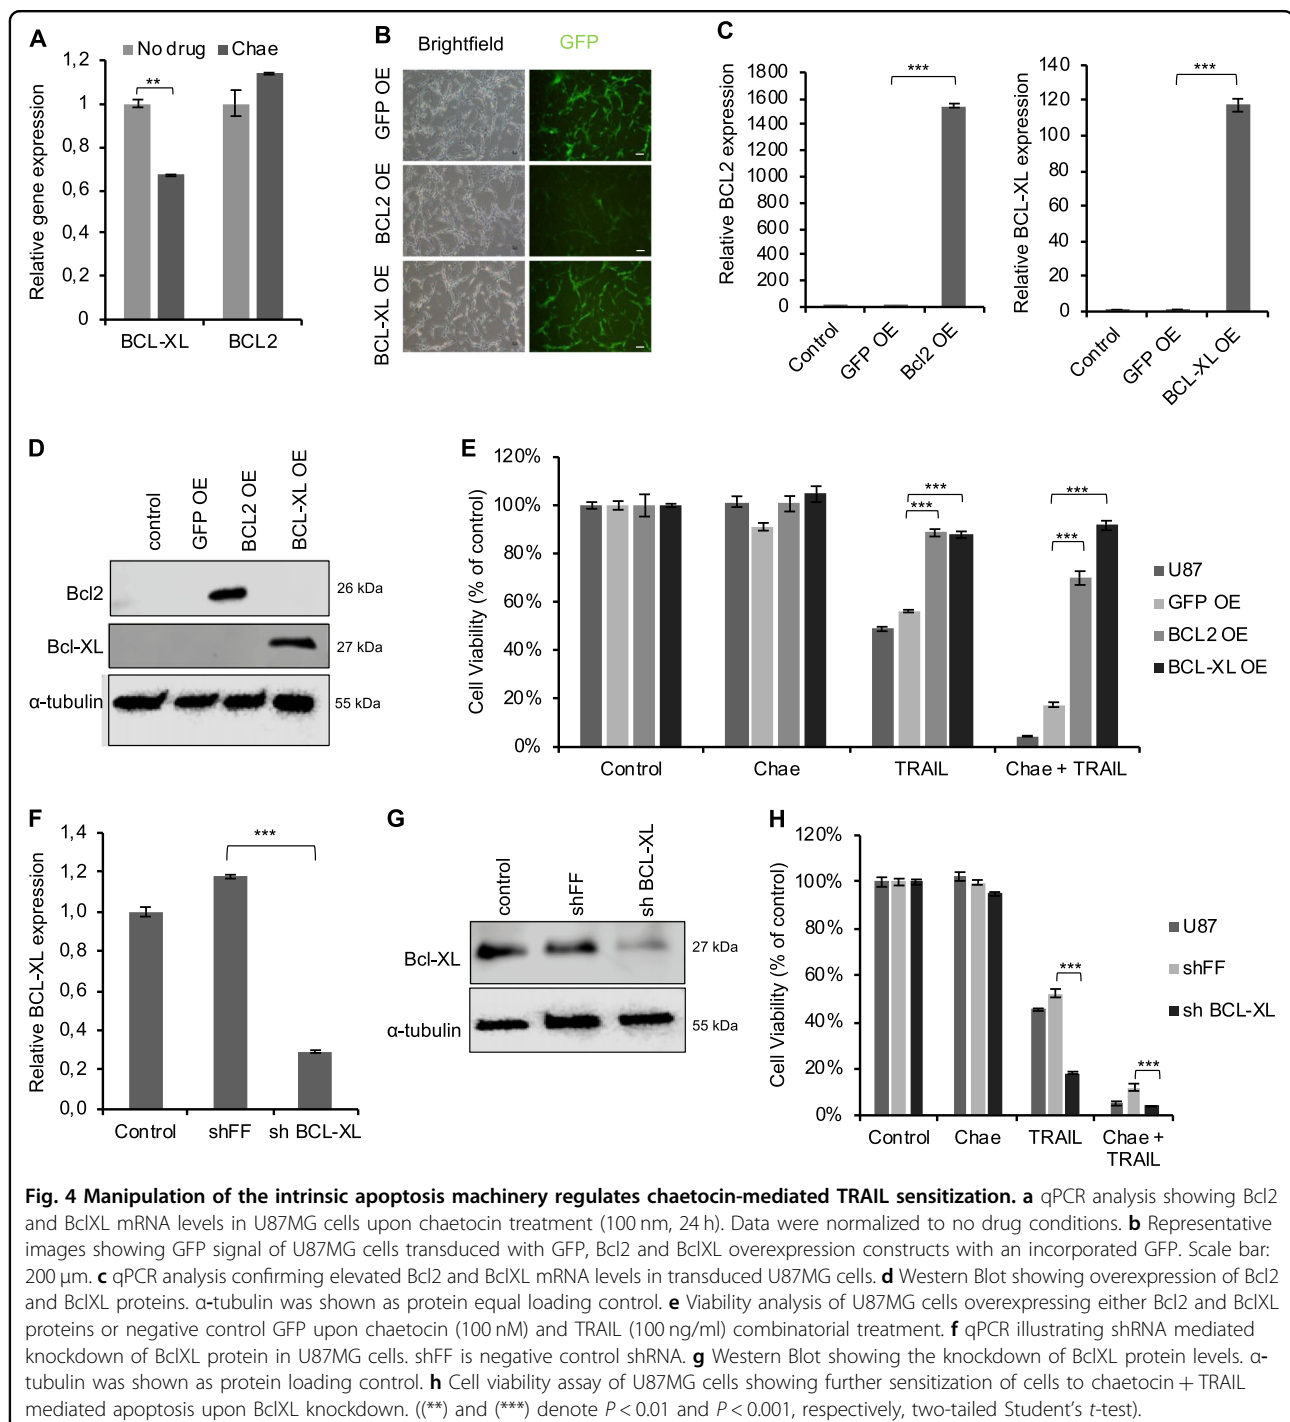 A
No drug
Chae
Relative gene expression
1,2
1
0,8
0,6
0,4
0,2
0
**
BCL-XL
BCL2
B
Brightfield
GFP
GFP OE
BCL2 OE
BCL-XL OE
C
Relative BCL2 expression
1800
1600
1400
1200
1000
800
600
400
200
0
***
Control
GFP OE
Bcl2 OE
Relative BCL-XL expression
140
120
100
80
60
40
20
0
***
Control
GFP OE
BCL-XL OE
D
control
GFP OE
BCL2 OE
BCL-XL OE
Bcl2
26 kDa
Bcl-XL
27 kDa
α-tubulin
55 kDa
E
Cell Viability (% of control)
120%
100%
80%
60%
40%
20%
0%
***
***
***
***
Control
Chae
TRAIL
Chae + TRAIL
U87
GFP OE
BCL2 OE
BCL-XL OE
F
Relative BCL-XL expression
1,4
1,2
1,0
0,8
0,6
0,4
0,2
0,0
***
Control
shFF
sh BCL-XL
G
control
shFF
sh BCL-XL
Bcl-XL
27 kDa
α-tubulin
55 kDa
H
Cell Viability (% of control)
120%
100%
80%
60%
40%
20%
0%
***
***
Control
Chae
TRAIL
Chae +
TRAIL
U87
shFF
sh BCL-XL
Fig. 4 Manipulation of the intrinsic apoptosis machinery regulates chaetocin-mediated TRAIL sensitization. a qPCR analysis showing Bcl2
and BclXL mRNA levels in U87MG cells upon chaetocin treatment (100 nm, 24 h). Data were normalized to no drug conditions. b Representative
images showing GFP signal of U87MG cells transduced with GFP, Bcl2 and BclXL overexpression constructs with an incorporated GFP. Scale bar:
200 μm. c qPCR analysis confirming elevated Bcl2 and BclXL mRNA levels in transduced U87MG cells. d Western Blot showing overexpression of Bcl2
and BclXL proteins. α-tubulin was shown as protein equal loading control. e Viability analysis of U87MG cells overexpressing either Bcl2 and BclXL
proteins or negative control GFP upon chaetocin (100 nM) and TRAIL (100 ng/ml) combinatorial treatment. f qPCR illustrating shRNA mediated
knockdown of BclXL protein in U87MG cells. shFF is negative control shRNA. g Western Blot showing the knockdown of BclXL protein levels. α-
tubulin was shown as protein loading control. h Cell viability assay of U87MG cells showing further sensitization of cells to chaetocin + TRAIL
mediated apoptosis upon BclXL knockdown. ((**) and (***) denote P < 0.01 and P < 0.001, respectively, two-tailed Student's t-test).